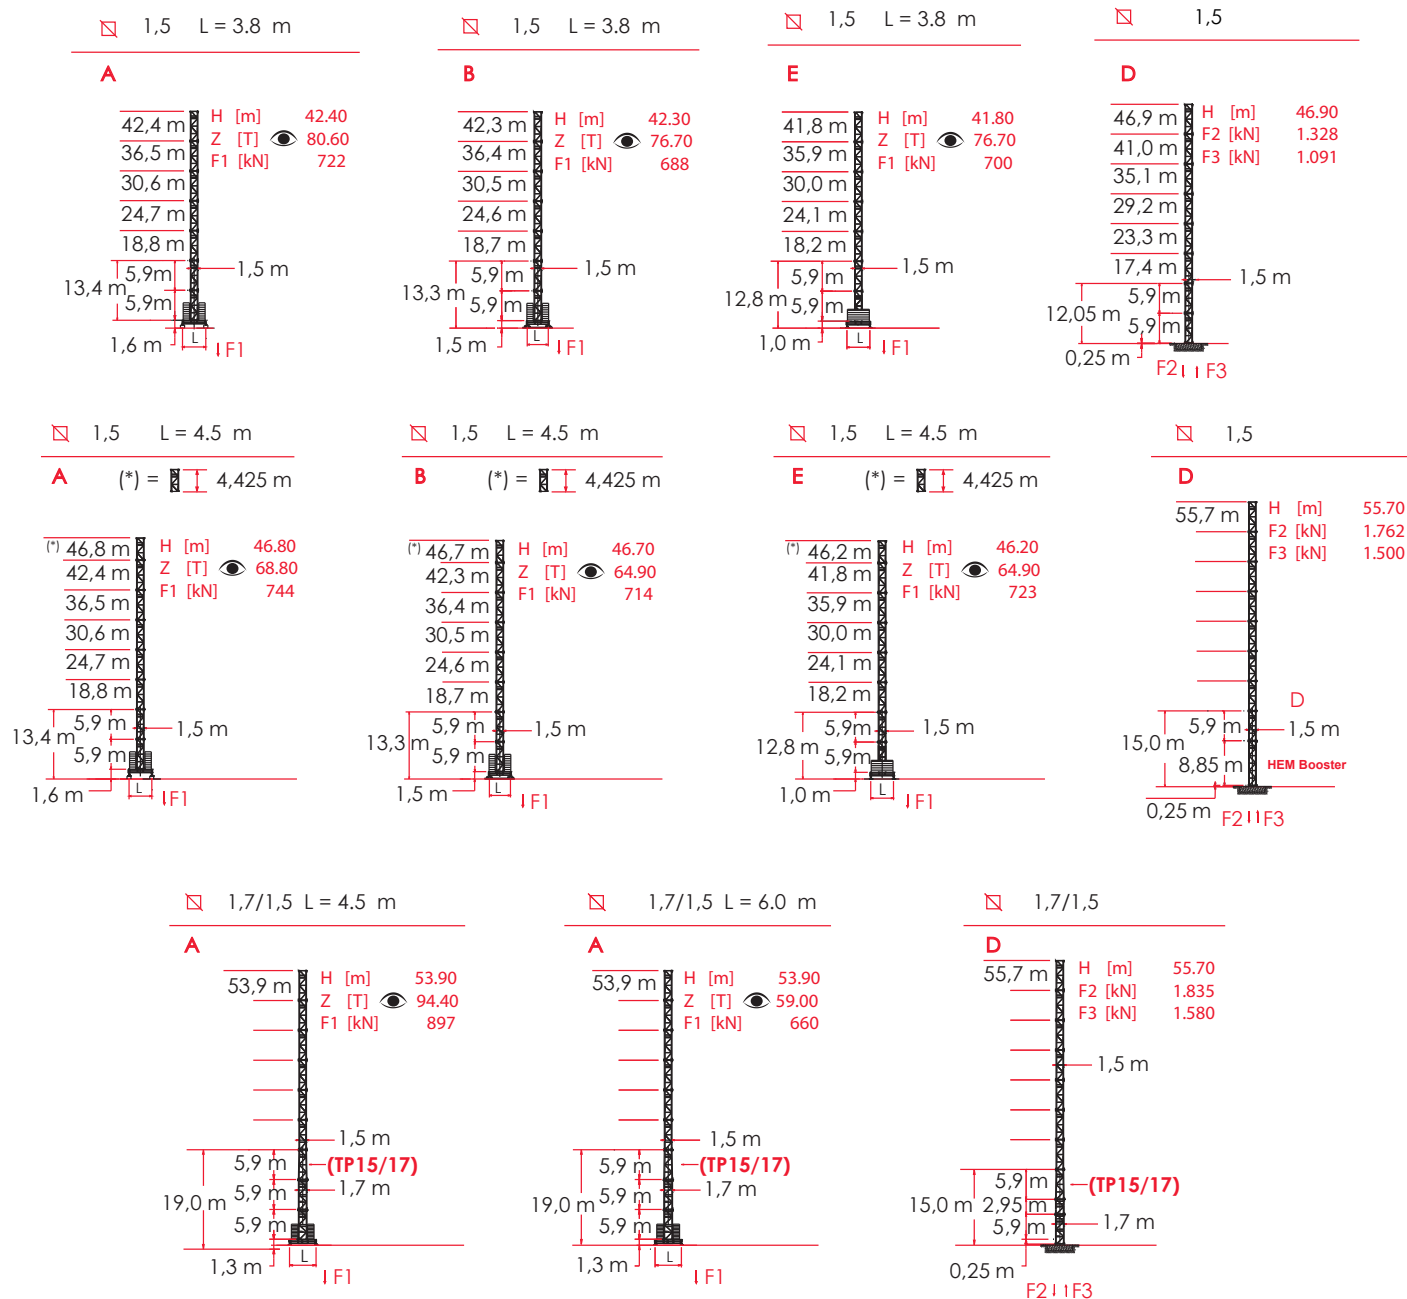 1,5 L = 3.8 m
A
H [m] 42.40
Z [T] 80.60
F1 [kN] 722
42,4 m
36,5 m
30,6 m
24,7 m
18,8 m
5,9m
1,5 m
13,4 m
5,9 m
1,6 m
L
F1
1,5 L = 3.8 m
B
H [m] 42.30
Z [T] 76.70
F1 [kN] 688
42,3 m
36,4 m
30,5 m
24,6 m
18,7 m
5,9 m
1,5 m
13,3 m
5,9 m
1,5 m
L
F1
1,5 L = 3.8 m
E
H [m] 41.80
Z [T] 76.70
F1 [kN] 700
41,8 m
35,9 m
30,0 m
24,1 m
18,2 m
5,9 m
1,5 m
12,8 m
5,9 m
1,0 m
L
F1
1,5
D
H [m] 46.90
F2 [kN] 1.328
F3 [kN] 1.091
46,9 m
41,0 m
35,1 m
29,2 m
23,3 m
17,4 m
1,5 m
5,9 m
12,05 m
5,9 m
0,25 m
F2 F3
1,5 L = 4.5 m
A (*) = 4,425 m
(*) 46,8 m
H [m] 46.80
Z [T] 68.80
F1 [kN] 744
42,4 m
36,5 m
30,6 m
24,7 m
18,8 m
5,9 m
1,5 m
13,4 m
5,9 m
1,6 m
L
F1
1,5 L = 4.5 m
B (*) = 4,425 m
(*) 46,7 m
H [m] 46.70
Z [T] 64.90
F1 [kN] 714
42,3 m
36,4 m
30,5 m
24,6 m
18,7 m
5,9 m
1,5 m
13,3 m
5,9 m
1,5 m
L
F1
1,5 L = 4.5 m
E (*) = 4,425 m
(*) 46,2 m
H [m] 46.20
Z [T] 64.90
F1 [kN] 723
41,8 m
35,9 m
30,0 m
24,1 m
18,2 m
5,9 m
1,5 m
12,8 m
5,9 m
1,0 m
L
F1
1,5
D
55,7 m
H [m] 55.70
F2 [kN] 1.762
F3 [kN] 1.500
D
5,9 m
1,5 m
15,0 m
8,85 m
HEM Booster
0,25 m
F2 F3
1,7/1,5 L = 4.5 m
A
53,9 m
H [m] 53.90
Z [T] 94.40
F1 [kN] 897
1,5 m
5,9 m
(TP15/17)
5,9 m
1,7 m
19,0 m
5,9 m
1,3 m
L
F1
1,7/1,5 L = 6.0 m
A
53,9 m
H [m] 53.90
Z [T] 59.00
F1 [kN] 660
1,5 m
5,9 m
(TP15/17)
5,9 m
1,7 m
19,0 m
5,9 m
1,3 m
L
F1
1,7/1,5
D
55,7 m
H [m] 55.70
F2 [kN] 1.835
F3 [kN] 1.580
1,5 m
5,9 m
(TP15/17)
15,0 m
2,95 m
5,9 m
1,7 m
0,25 m
F2 F3